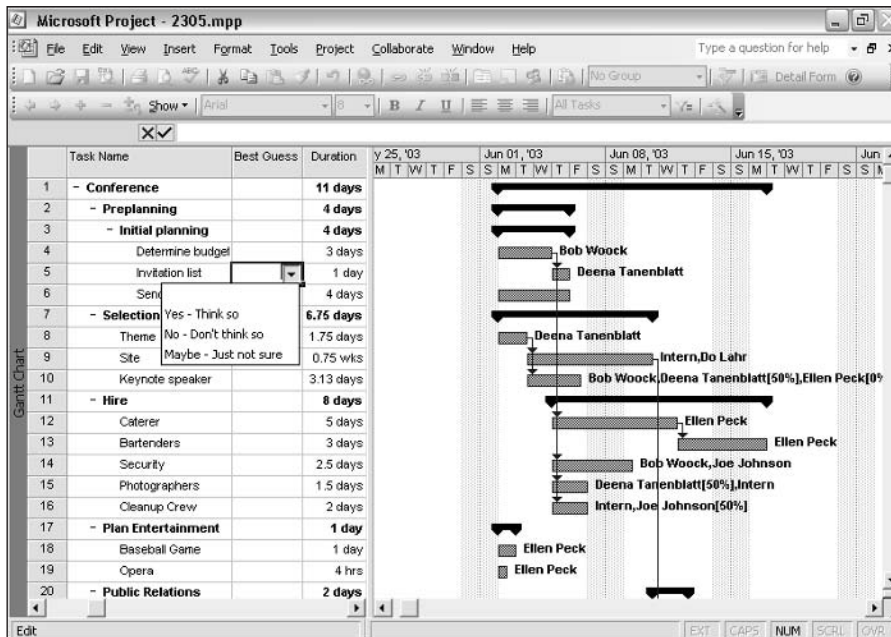 Microsoft Project - 2305.mpp
File Edit View Insert Format Tools Project Collaborate Window Help Type a question for help
No Group Detail Form
Show Arial 8 B I U All Tasks
Task Name Best Guess Duration y 25, '03 Jun 01, '03 Jun 08, '03 Jun 15, '03 Jun
M T W T F S S M T W T F S S M T W T F S S M T W T F S S M
1 Conference 11 days
2 Preplanning 4 days
3 Initial planning 4 days
4 Determine budget 3 days Bob Woock
5 Invitation list 1 day Deena Tanenblatt
6 Send 4 days
Yes - Think so
No - Don't think so
Maybe - Just not sure
7 Selection 6.75 days
8 Theme 1.75 days Deena Tanenblatt
9 Site 0.75 wks Intern,Do Lahr
10 Keynote speaker 3.13 days Bob Woock,Deena Tanenblatt[50%],Ellen Peck[0%
11 Hire 8 days
12 Caterer 5 days Ellen Peck
13 Bartenders 3 days Ellen Peck
14 Security 2.5 days Bob Woock,Joe Johnson
15 Photographers 1.5 days Deena Tanenblatt[50%],Intern
16 Cleanup Crew 2 days Intern,Joe Johnson[50%]
17 Plan Entertainment 1 day
18 Baseball Game 1 day Ellen Peck
19 Opera 4 hrs Ellen Peck
20 Public Relations 2 days
Gantt Chart
Edit EXT CAPS NUM SCRL OVR